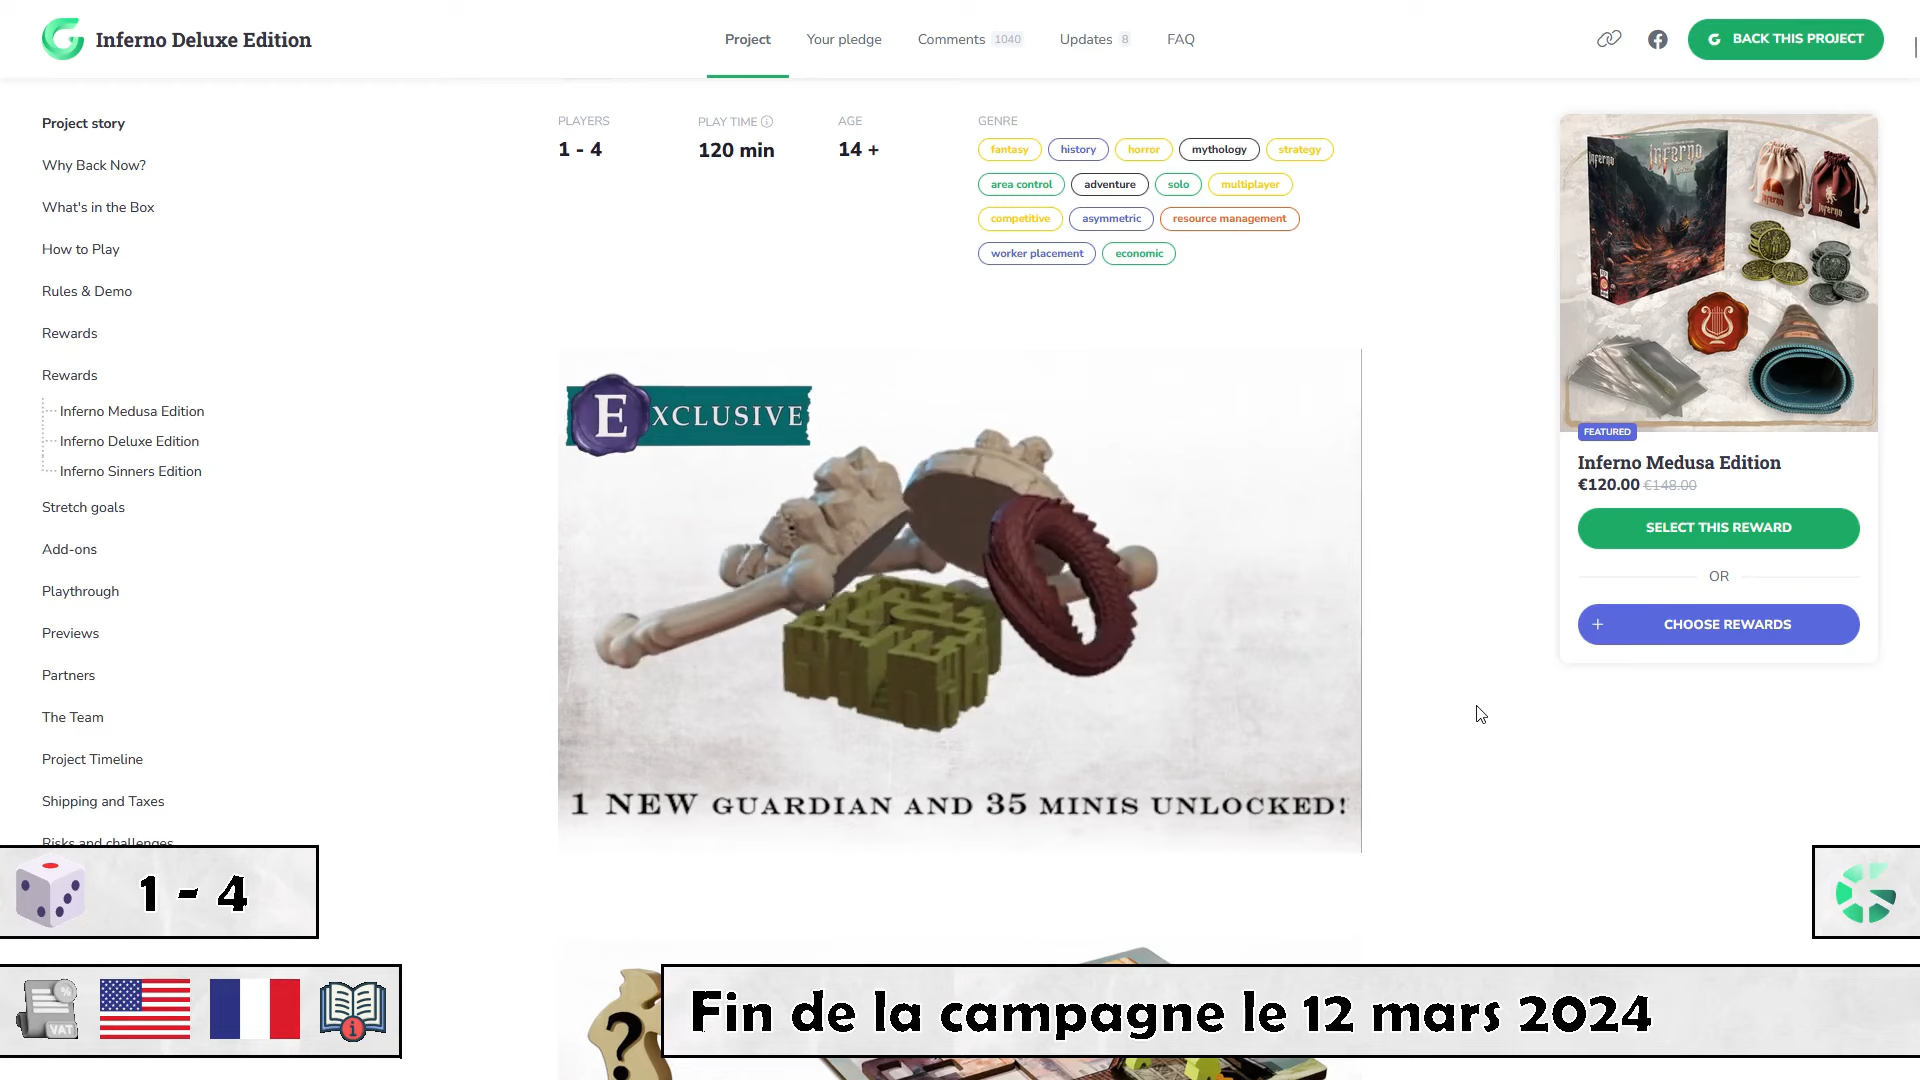 Inferno Deluxe Edition
Project
Your pledge
Comments 1040
Updates 8
FAQ
BACK THIS PROJECT
Project story
Why Back Now?
What's in the Box
How to Play
Rules & Demo
Rewards
Rewards
Inferno Medusa Edition
Inferno Deluxe Edition
Inferno Sinners Edition
Stretch goals
Add-ons
Playthrough
Previews
Partners
The Team
Project Timeline
Shipping and Taxes
Risks and challenges
PLAYERS
1 - 4
PLAY TIME
120 min
AGE
14 +
GENRE
fantasy history horror mythology strategy
area control adventure solo multiplayer
competitive asymmetric resource management
worker placement economic
EXCLUSIVE
1 NEW GUARDIAN AND 35 MINIS UNLOCKED!
Inferno
Inferno
FEATURED
Inferno Medusa Edition
€120.00 €148.00
SELECT THIS REWARD
OR
+ CHOOSE REWARDS
1 - 4
% VAT
?
Fin de la campagne le 12 mars 2024